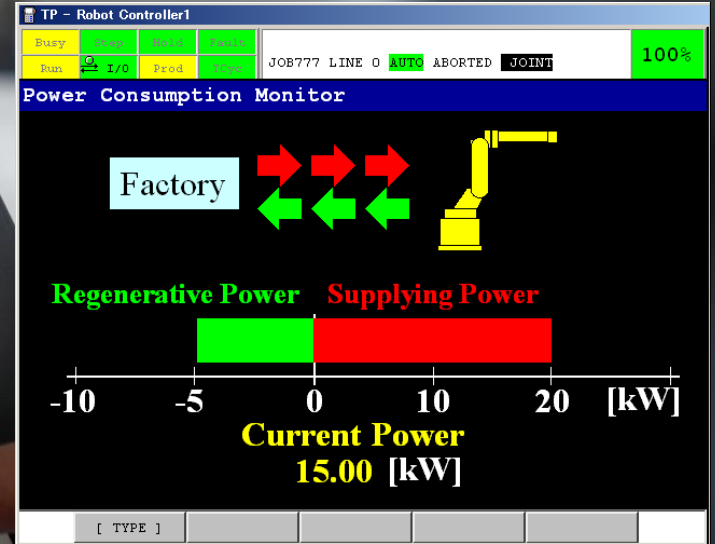 TP - Robot Controller1
Busy Step Hold Fault
Run I/O Prod TCyc
JOB777 LINE 0 AUTO ABORTED JOINT
100%
Power Consumption Monitor
Factory
Regenerative Power Supplying Power
-10 -5 0 10 20 [kW]
Current Power
15.00 [kW]
[ TYPE ]